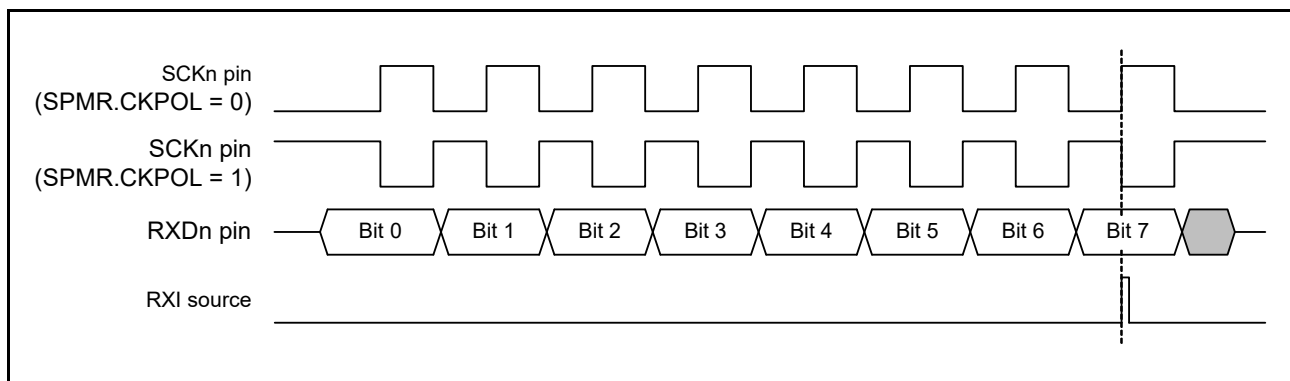 SCKn pin
(SPMR.CKPOL = 0)
SCKn pin
(SPMR.CKPOL = 1)
RXDn pin
Bit 0 Bit 1 Bit 2 Bit 3 Bit 4 Bit 5 Bit 6 Bit 7
RXI source